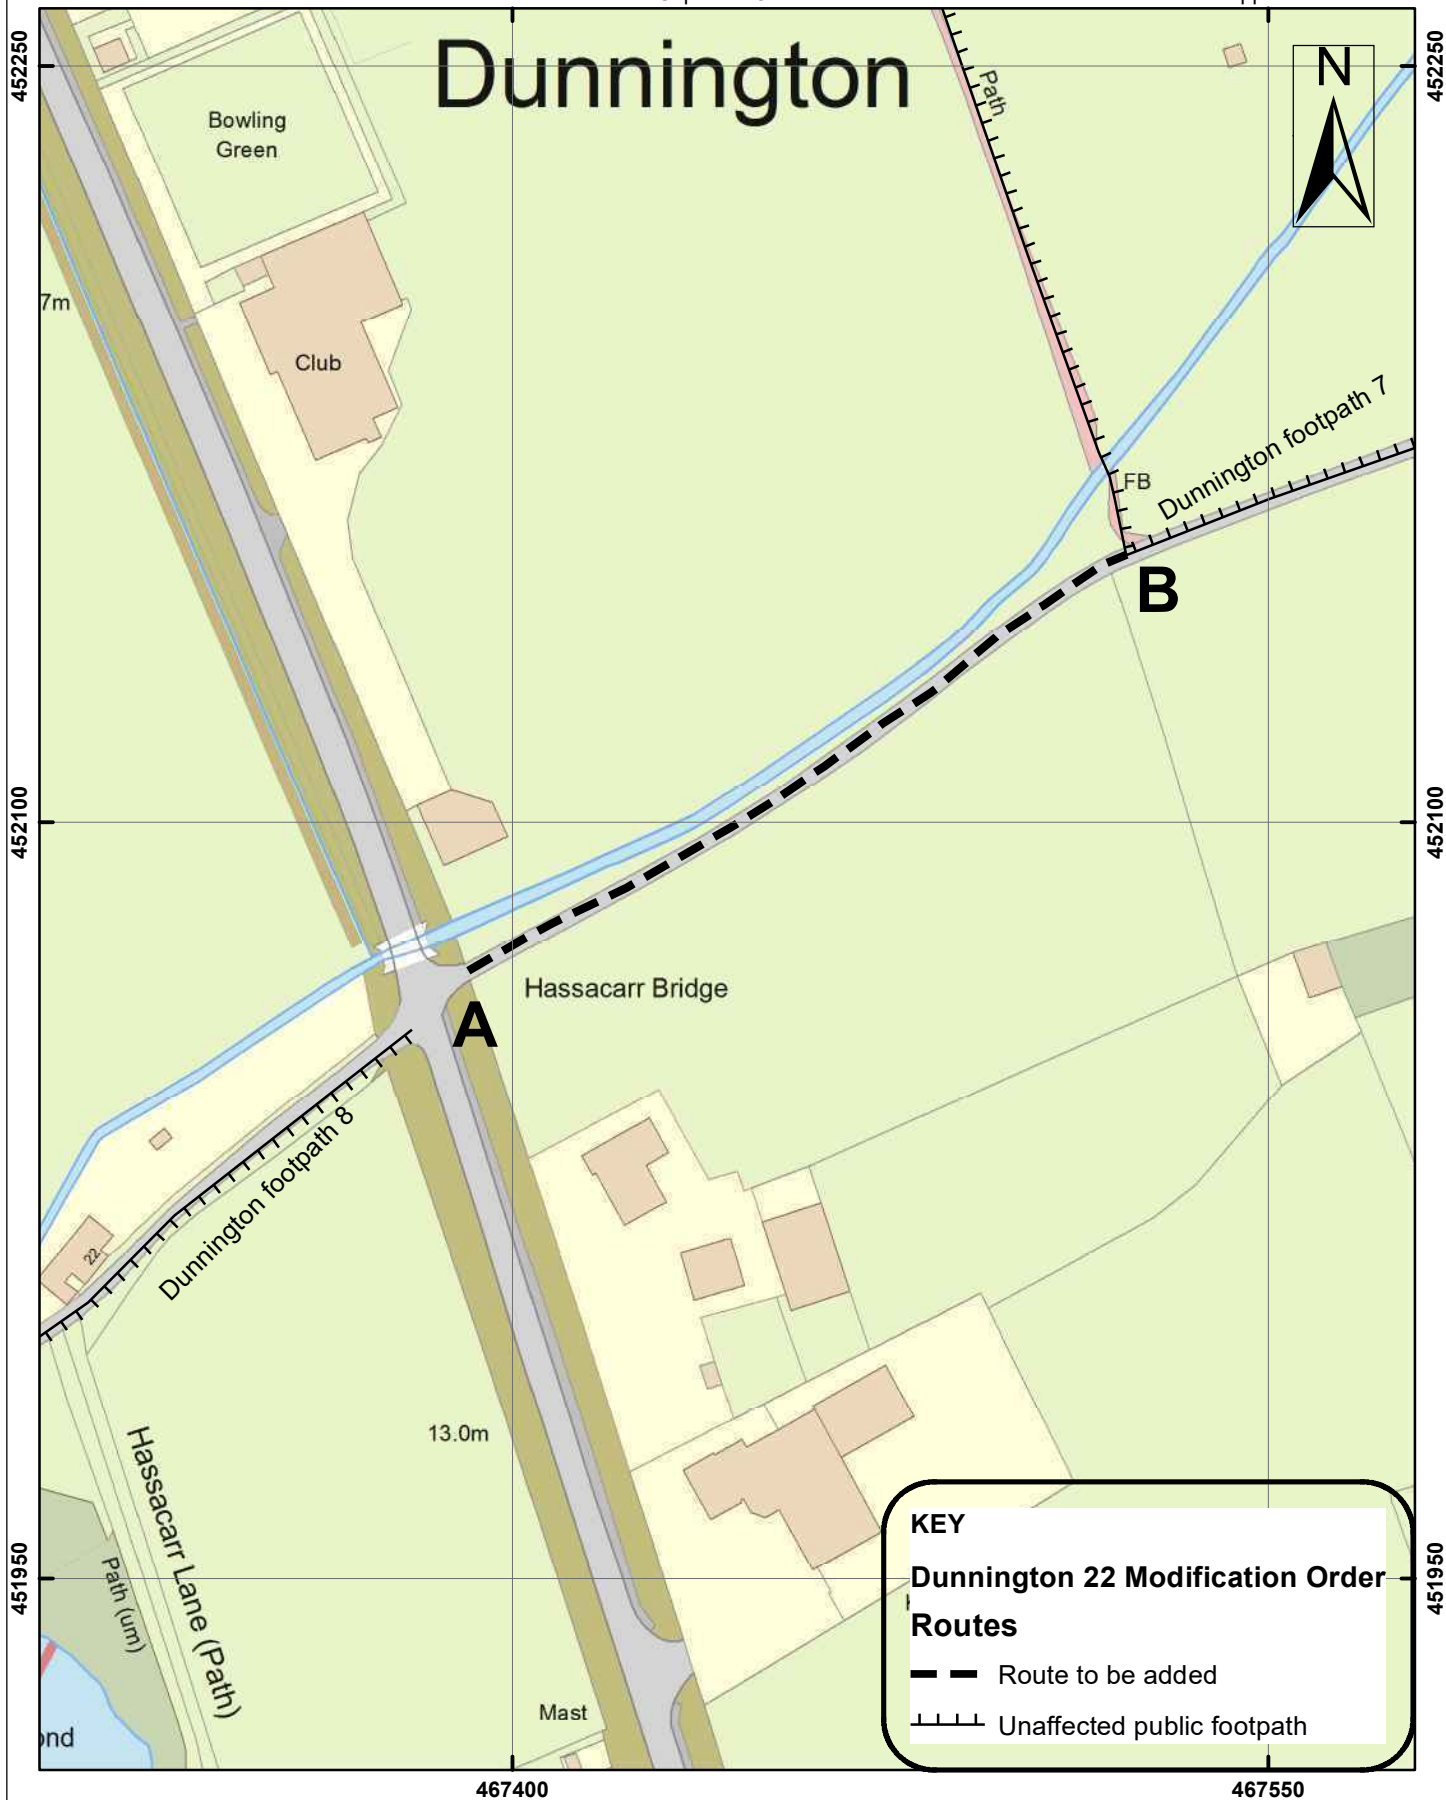 Dunnington
452250
452250
N
Path
Bowling
Green
7m
Club
Dunnington footpath 7
FB
B
452100
452100
Hassacarr Bridge
A
Dunnington footpath 8
22
13.0m
Hassacarr Lane (Path)
Path (um)
KEY
Dunnington 22 Modification Order
Routes
Route to be added
Unaffected public footpath
451950
451950
Mast
ond
467400
467550